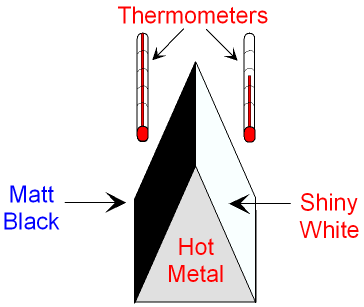 Thermometers
Matt
Black
Shiny
White
Hot
Metal